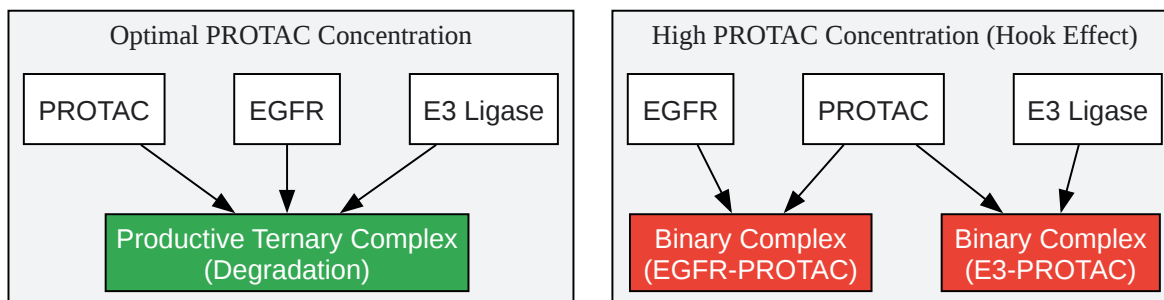 Optimal PROTAC Concentration
PROTAC
EGFR
E3 Ligase
Productive Ternary Complex
(Degradation)
High PROTAC Concentration (Hook Effect)
EGFR
PROTAC
E3 Ligase
Binary Complex
(EGFR-PROTAC)
Binary Complex
(E3-PROTAC)